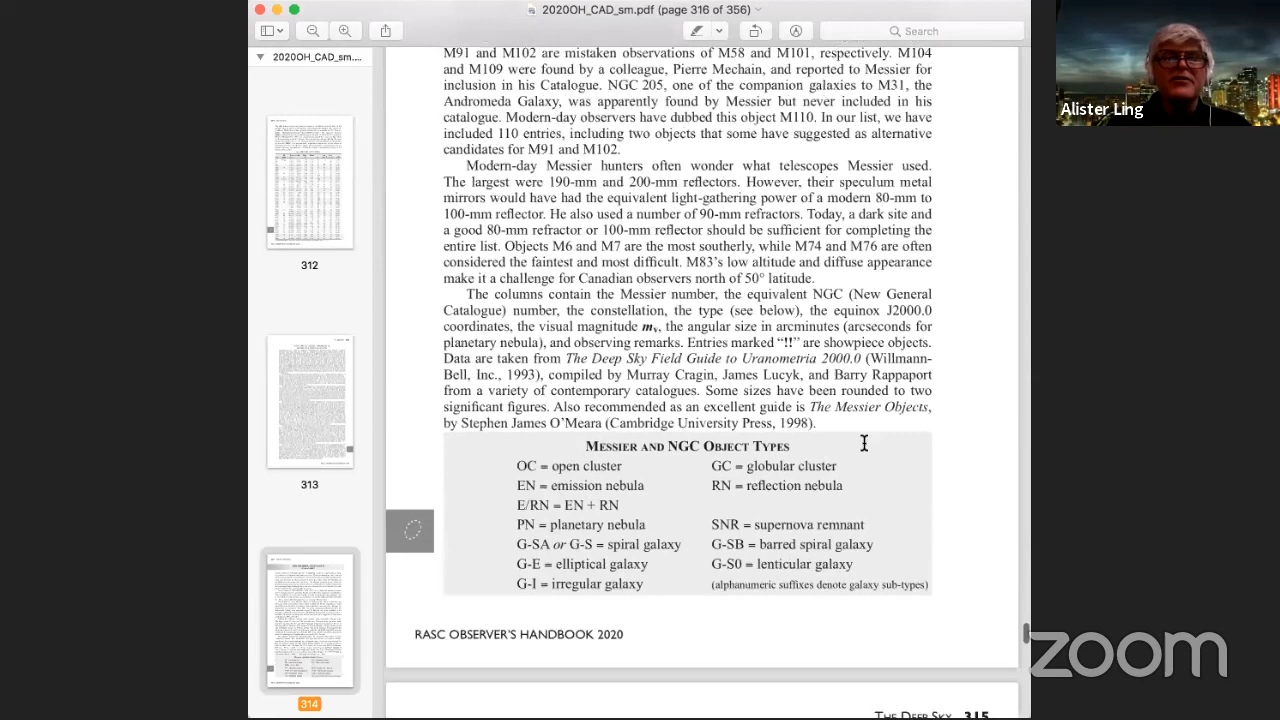 2020OH_CAD_sm.pdf (page 316 of 356)
Search
2020OH_CAD_sm....
312
313
314
M91 and M102 are mistaken observations of M58 and M101, respectively. M104
and M109 were found by a colleague, Pierre Mechain, and reported to Messier for
inclusion in his Catalogue. NGC 205, one of the companion galaxies to M31, the
Andromeda Galaxy, was apparently found by Messier but never included in his
catalogue. Modern-day observers have dubbed this object M110. In our list, we have
included 110 entries, including two objects that some have suggested as alternative
candidates for M91 and M102.
Modern-day Messier hunters often wonder what telescopes Messier used.
The largest were 190-mm and 200-mm reflectors. However, their speculum metal
mirrors would have had the equivalent light-gathering power of a modern 80-mm to
100-mm reflector. He also used a number of 90-mm refractors. Today, a dark site and
a good 80-mm refractor or 100-mm reflector should be sufficient for completing the
entire list. Objects M6 and M7 are the most southerly, while M74 and M76 are often
considered the faintest and most difficult. M83's low altitude and diffuse appearance
make it a challenge for Canadian observers north of 50° latitude.
The columns contain the Messier number, the equivalent NGC (New General
Catalogue) number, the constellation, the type (see below), the equinox J2000.0
coordinates, the visual magnitude mv, the angular size in arcminutes (arcseconds for
planetary nebula), and observing remarks. Entries marked "!!" are showpiece objects.
Data are taken from The Deep Sky Field Guide to Uranometria 2000.0 (Willmann-
Bell, Inc., 1993), compiled by Murray Cragin, James Lucyk, and Barry Rappaport
from a variety of contemporary catalogues. Some sizes have been rounded to two
significant figures. Also recommended as an excellent guide is The Messier Objects,
by Stephen James O'Meara (Cambridge University Press, 1998).
MESSIER AND NGC OBJECT TYPES
OC = open cluster GC = globular cluster
EN = emission nebula RN = reflection nebula
E/RN = EN + RN
PN = planetary nebula SNR = supernova remnant
G-SA or G-S = spiral galaxy G-SB = barred spiral galaxy
G-E = elliptical galaxy G-S0 = lenticular galaxy
G-I = irregular galaxy (suffixes denote galaxy sub-types)
RASC OBSERVER'S HANDBOOK 2020
THE DEEP SKY 315
Alister Ling
zoom